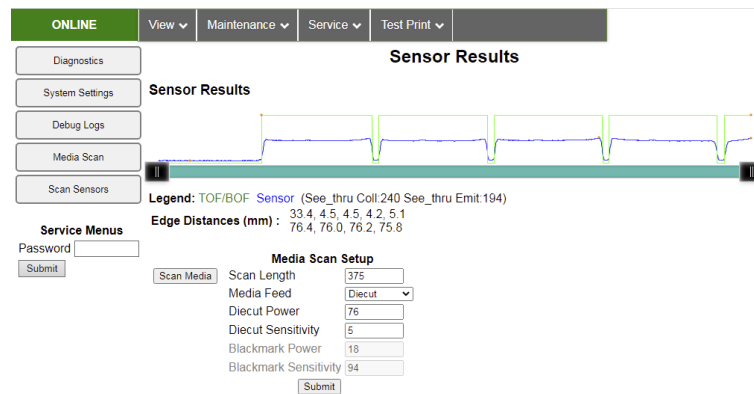 ONLINE
View
Maintenance
Service
Test Print
Diagnostics
System Settings
Debug Logs
Media Scan
Scan Sensors
Service Menus
Password
Submit
Sensor Results
Sensor Results
Legend: TOF/BOF Sensor (See_thru Coll:240 See_thru Emit:194)
Edge Distances (mm) : 33.4, 4.5, 4.5, 4.2, 5.1
76.4, 76.0, 76.2, 75.8
Media Scan Setup
Scan Media
Scan Length 375
Media Feed Diecut
Diecut Power 76
Diecut Sensitivity 5
Blackmark Power 18
Blackmark Sensitivity 94
Submit